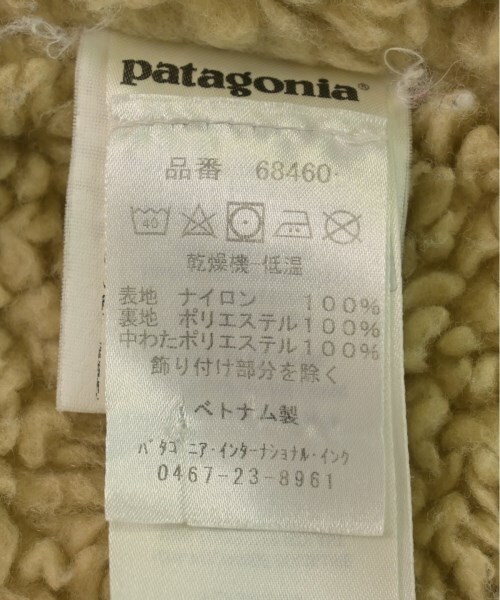 patagonia®
品番 68460
40
乾燥機-低温
表地 ナイロン 100%
裏地 ポリエステル100%
中わたポリエステル100%
飾り付け部分を除く
ベトナム製
ﾊﾟﾀｺﾞﾆｱ･ｲﾝﾀｰﾅｼｮﾅﾙ･ｲﾝｸ
0467-23-8961